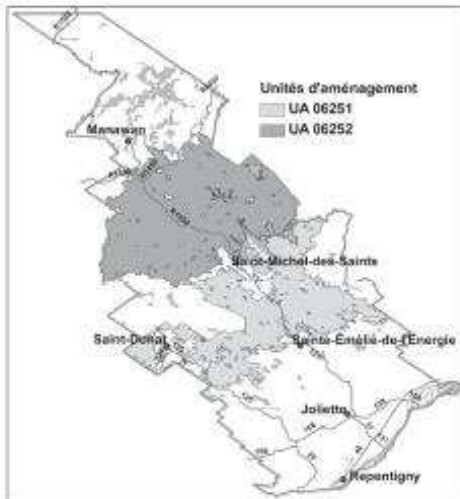 Unités d'aménagement
UA 06251
UA 06252
Manawan
Saint-Michel-des-Saints
Saint-Donat
Sainte-Émélie-de-l'Énergie
Joliette
Repentigny